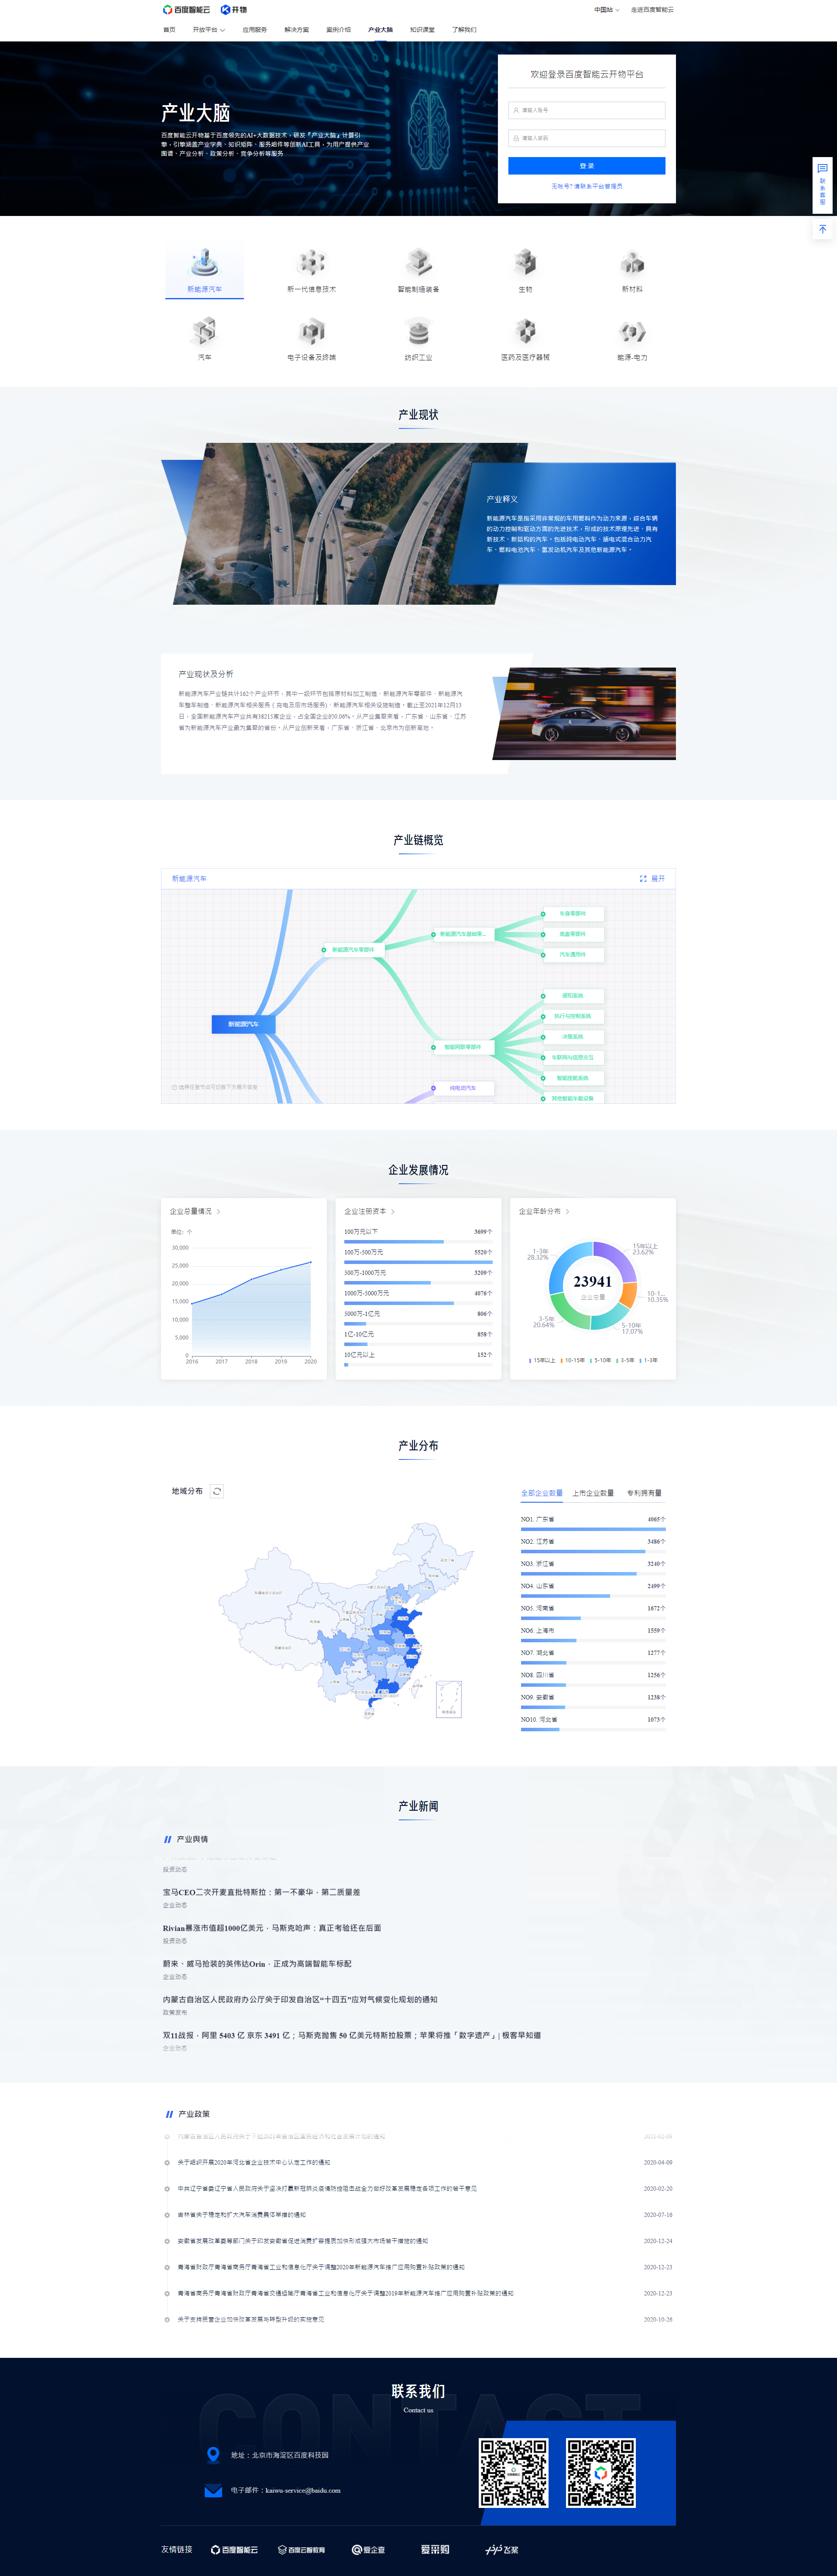 百度智能云 开物
中国站 走进百度智能云
首页 开放平台 应用服务 解决方案 案例介绍 产业大脑 知识课堂 了解我们
产业大脑
百度智能云开物基于百度领先的AI+大数据技术，研发『产业大脑』计算引
擎，引擎涵盖产业字典、知识矩阵、服务组件等创新AI工具，为用户提供产业
图谱、产业分析、政策分析、竞争分析等服务
欢迎登录百度智能云开物平台
请输入账号
请输入密码
登录
无账号? 请联系平台管理员
联系客服
新能源汽车 新一代信息技术 智能制造装备 生物 新材料
汽车 电子设备及终端 纺织工业 医药及医疗器械 能源-电力
产业现状
产业释义
新能源汽车是指采用非常规的车用燃料作为动力来源，综合车辆
的动力控制和驱动方面的先进技术，形成的技术原理先进、具有
新技术、新结构的汽车。包括纯电动汽车、插电式混合动力汽
车、燃料电池汽车、氢发动机汽车及其他新能源汽车。
产业现状及分析
新能源汽车产业链共计162个产业环节，其中一级环节包括原材料加工制造、新能源汽车零部件、新能源汽
车整车制造、新能源汽车相关服务（充电及后市场服务)、新能源汽车相关设施制造。截止至2021年12月13
日，全国新能源汽车产业共有38215家企业，占全国企业的0.06%。从产业集聚来看，广东省、山东省、江苏
省为新能源汽车产业最为集聚的省份。从产业创新来看，广东省、浙江省、北京市为创新高地。
产业链概览
新能源汽车 展开
车身零部件
新能源汽车基础零...
底盘零部件
新能源汽车零部件
汽车通用件
感知系统
执行与控制系统
新能源汽车
决策系统
智能网联零部件
车联网与信息交互
智能技能系统
纯电动汽车
其他智能车载设备
企业发展情况
企业总量情况
单位：个
30,000
25,000
20,000
15,000
10,000
5,000
0
2016 2017 2018 2019 2020
企业注册资本
100万元以下 3699个
100万-500万元 5520个
500万-1000万元 3209个
1000万-5000万元 4076个
5000万-1亿元 806个
1亿-10亿元 858个
10亿元以上 152个
企业年龄分布
15年以上
23.62%
1-3年
28.32%
23941
企业总量
10-1...
10.35%
3-5年
20.64%
5-10年
17.07%
15年以上 10-15年 5-10年 3-5年 1-3年
产业分布
地域分布
全部企业数量 上市企业数量 专利拥有量
NO1. 广东省 4065个
NO2. 江苏省 3486个
NO3. 浙江省 3240个
NO4. 山东省 2499个
NO5. 河南省 1672个
NO6. 上海市 1559个
NO7. 湖北省 1277个
NO8. 四川省 1256个
NO9. 安徽省 1238个
NO10. 河北省 1073个
产业新闻
产业舆情
投资动态
宝马CEO二次开麦直批特斯拉：第一不豪华，第二质量差
企业动态
Rivian暴涨市值超1000亿美元，马斯克呛声：真正考验还在后面
投资动态
蔚来、威马抢装的英伟达Orin，正成为高端智能车标配
企业动态
内蒙古自治区人民政府办公厅关于印发自治区“十四五”应对气候变化规划的通知
政策发布
双11战报，阿里 5403 亿 京东 3491 亿；马斯克抛售 50 亿美元特斯拉股票；苹果将推「数字遗产」| 极客早知道
企业动态
产业政策
关于组织开展2020年河北省企业技术中心认定工作的通知 2020-04-09
中共辽宁省委辽宁省人民政府关于坚决打赢新冠肺炎疫情防控阻击战全力做好改革发展稳定各项工作的若干意见 2020-02-20
吉林省关于稳定和扩大汽车消费具体举措的通知 2020-07-16
安徽省发展改革委等部门关于印发安徽省促进消费扩容提质加快形成强大市场若干措施的通知 2020-12-24
青海省财政厅青海省商务厅青海省工业和信息化厅关于调整2020年新能源汽车推广应用购置补贴政策的通知 2020-12-23
青海省商务厅青海省财政厅青海省交通运输厅青海省工业和信息化厅关于调整2019年新能源汽车推广应用购置补贴政策的通知 2020-12-23
关于支持民营企业加快改革发展与转型升级的实施意见 2020-10-26
CONTACT
联系我们
Contact us
地址：北京市海淀区百度科技园
电子邮件：kaiwu-service@baidu.com
友情链接 百度智能云 百度云智教育 爱企查 爱采购 飞桨